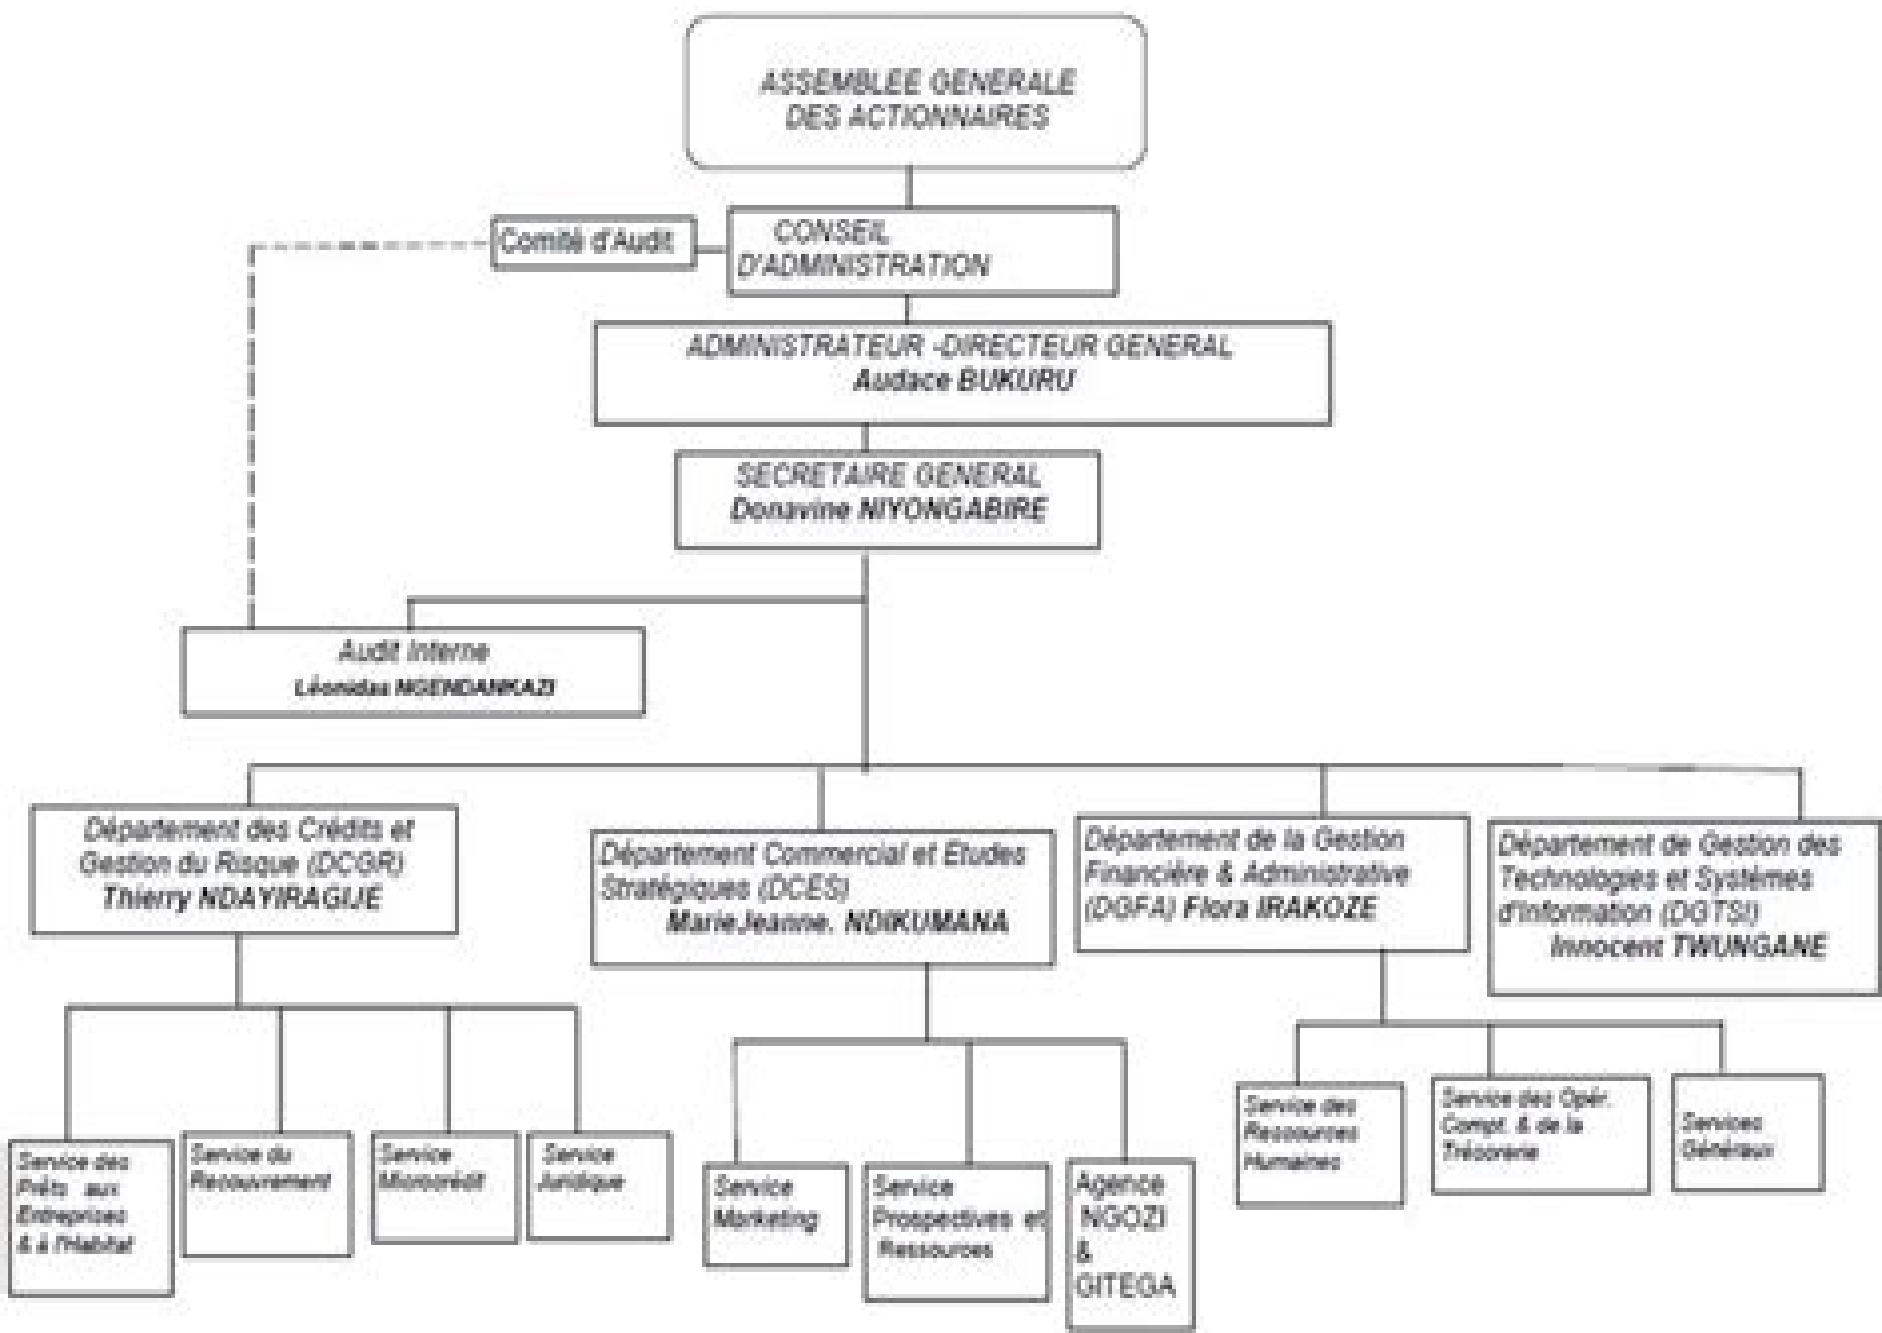 ASSEMBLEE GENERALE
DES ACTIONNAIRES
Comité d'Audit
CONSEIL
D'ADMINISTRATION
ADMINISTRATEUR -DIRECTEUR GENERAL
Audace BUKURU
SECRETAIRE GENERAL
Donavine NIYONGABIRE
Audit Interne
Léonidas NGENDANKAZI
Département des Crédits et
Gestion du Risque (DCGR)
Thierry NDAYIRAGIJE
Département Commercial et Etudes
Stratégiques (DCES)
MarieJeanne. NDIKUMANA
Département de la Gestion
Financière & Administrative
(DGFA) Flora IRAKOZE
Département de Gestion des
Technologies et Systèmes
d'Information (DGTSI)
Innocent TWUNGANE
Service des
Prêts aux
Entreprises
& à l'Habitat
Service du
Recouvrement
Service
Microcrédit
Service
Juridique
Service
Marketing
Service
Prospectives et
Ressources
Agence
NGOZI
&
GITEGA
Service des
Ressources
Humaines
Service des Opér.
Compt. & de la
Trésorerie
Services
Généraux